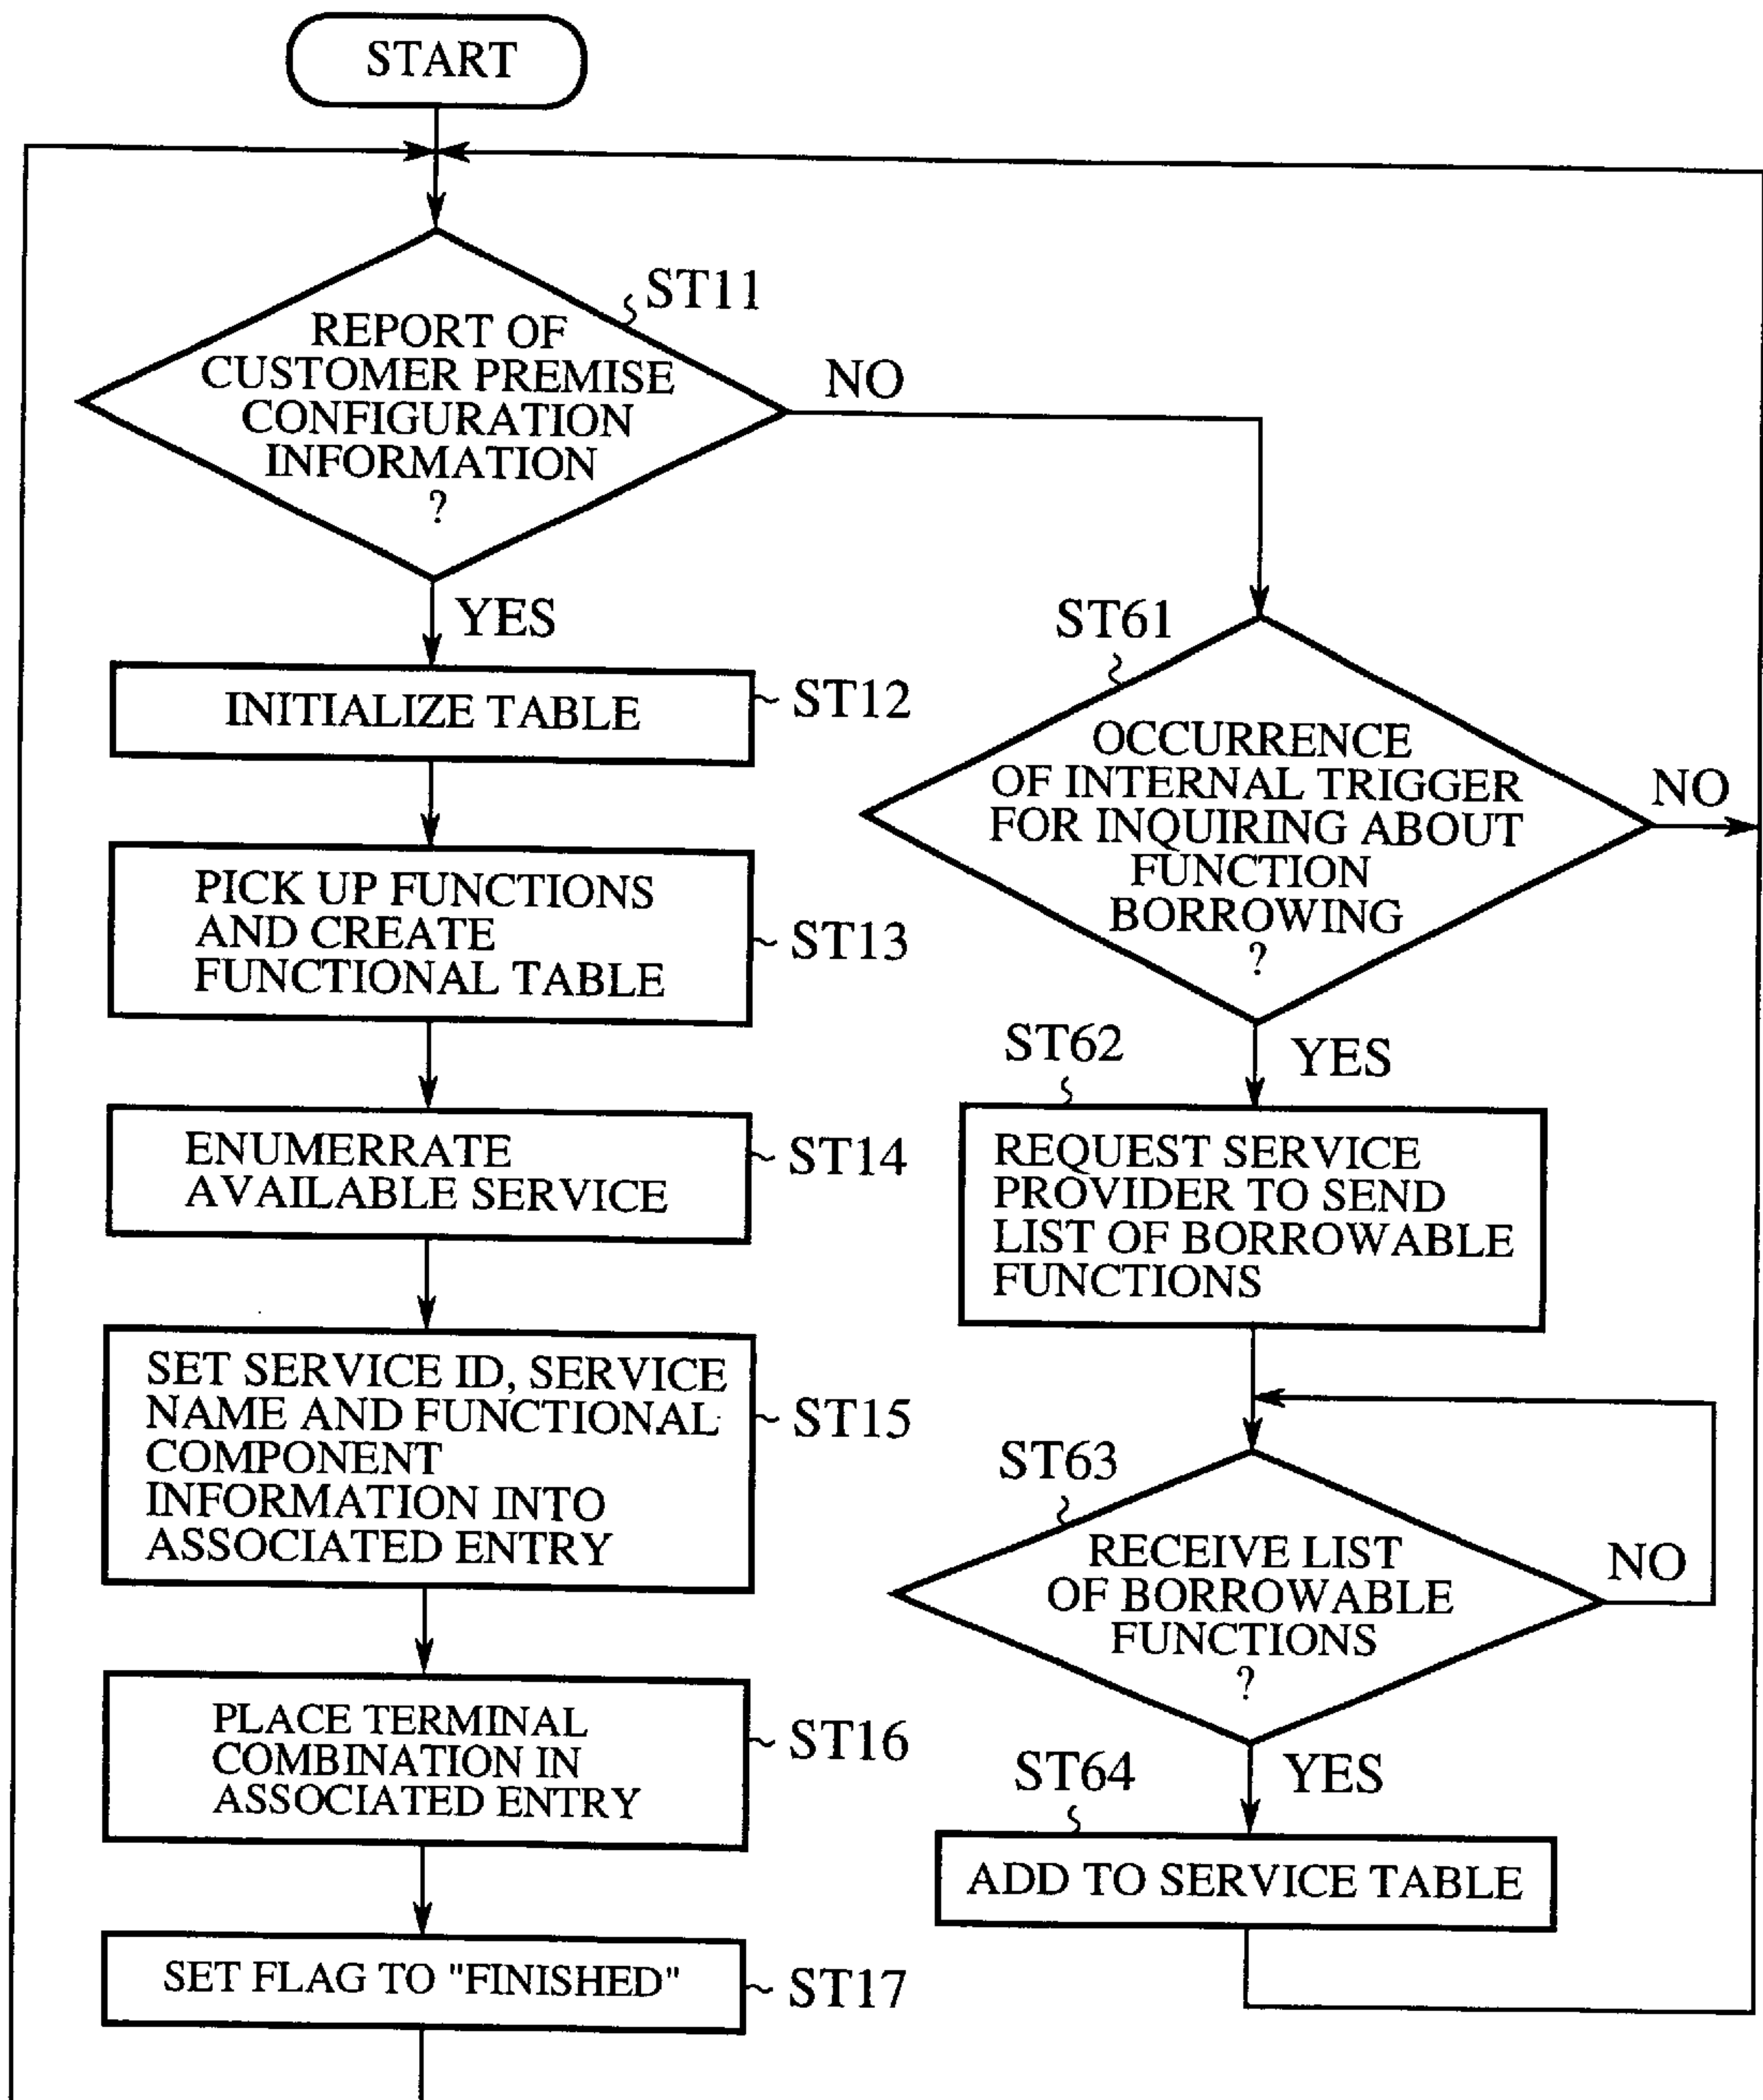 START
ST11
REPORT OF
CUSTOMER PREMISE
CONFIGURATION
INFORMATION
?
NO
YES
INITIALIZE TABLE
ST12
PICK UP FUNCTIONS
AND CREATE
FUNCTIONAL TABLE
ST13
ENUMERRATE
AVAILABLE SERVICE
ST14
SET SERVICE ID, SERVICE
NAME AND FUNCTIONAL
COMPONENT
INFORMATION INTO
ASSOCIATED ENTRY
ST15
PLACE TERMINAL
COMBINATION IN
ASSOCIATED ENTRY
ST16
SET FLAG TO "FINISHED"
ST17
ST61
OCCURRENCE
OF INTERNAL TRIGGER
FOR INQUIRING ABOUT
FUNCTION
BORROWING
?
NO
YES
ST62
REQUEST SERVICE
PROVIDER TO SEND
LIST OF BORROWABLE
FUNCTIONS
ST63
RECEIVE LIST
OF BORROWABLE
FUNCTIONS
?
NO
YES
ST64
ADD TO SERVICE TABLE